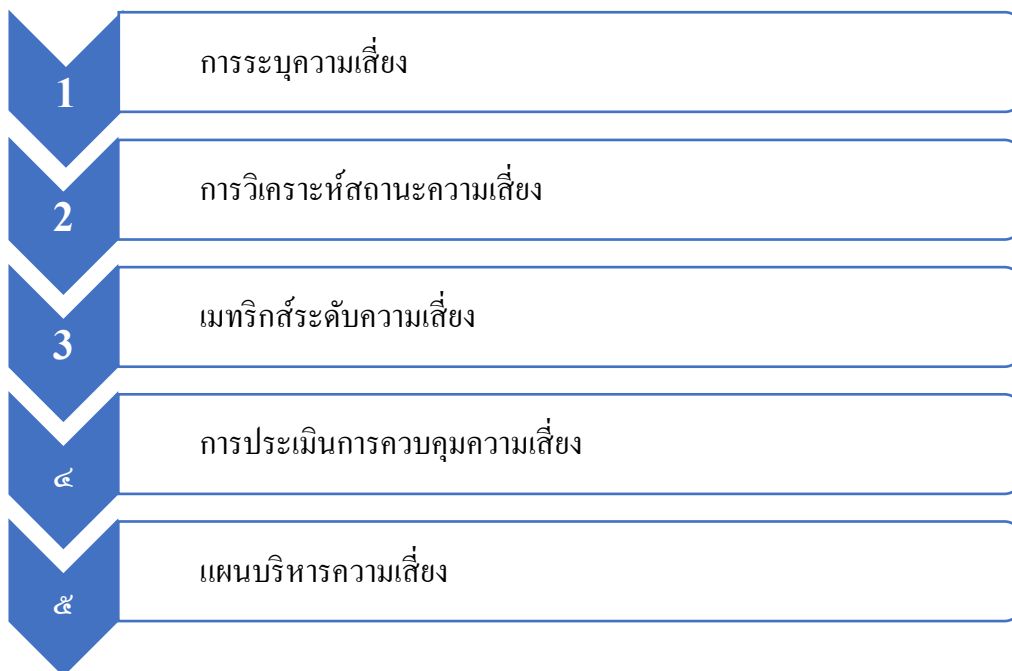 1
การระบุความเสี่ยง
2
การวิเคราะห์สถานะความเสี่ยง
3
เมทริกส์ระดับความเสี่ยง
๔
การประเมินการควบคุมความเสี่ยง
๕
แผนบริหารความเสี่ยง